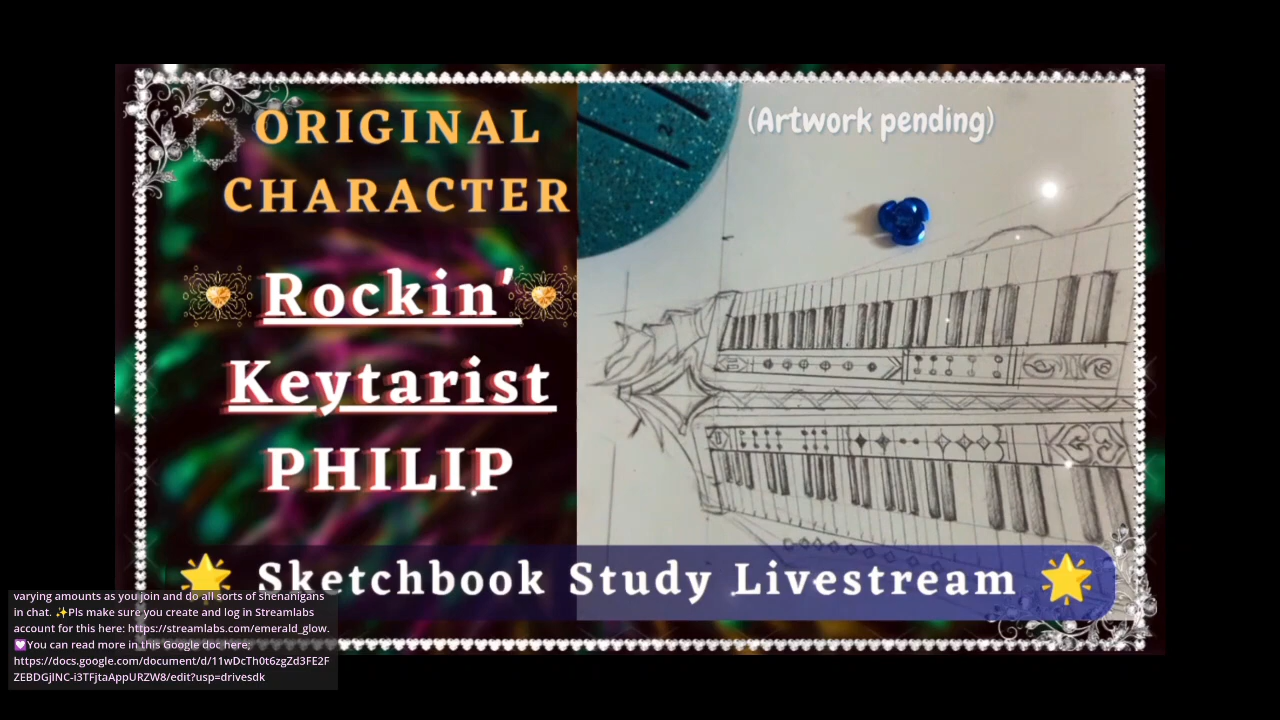 ORIGINAL
CHARACTER
Rockin'
Keytarist
PHILIP
(Artwork pending)
🌟 Sketchbook Study Livestream 🌟
varying amounts as you join and do all sorts of shenanigans
in chat. ✨Pls make sure you create and log in Streamlabs
account for this here: https://streamlabs.com/emerald_glow.
💟You can read more in this Google doc here;
https://docs.google.com/document/d/11wDcTh0t6zgZd3FE2F
ZEBDGjINC-i3TFjtaAppURZW8/edit?usp=drivesdk